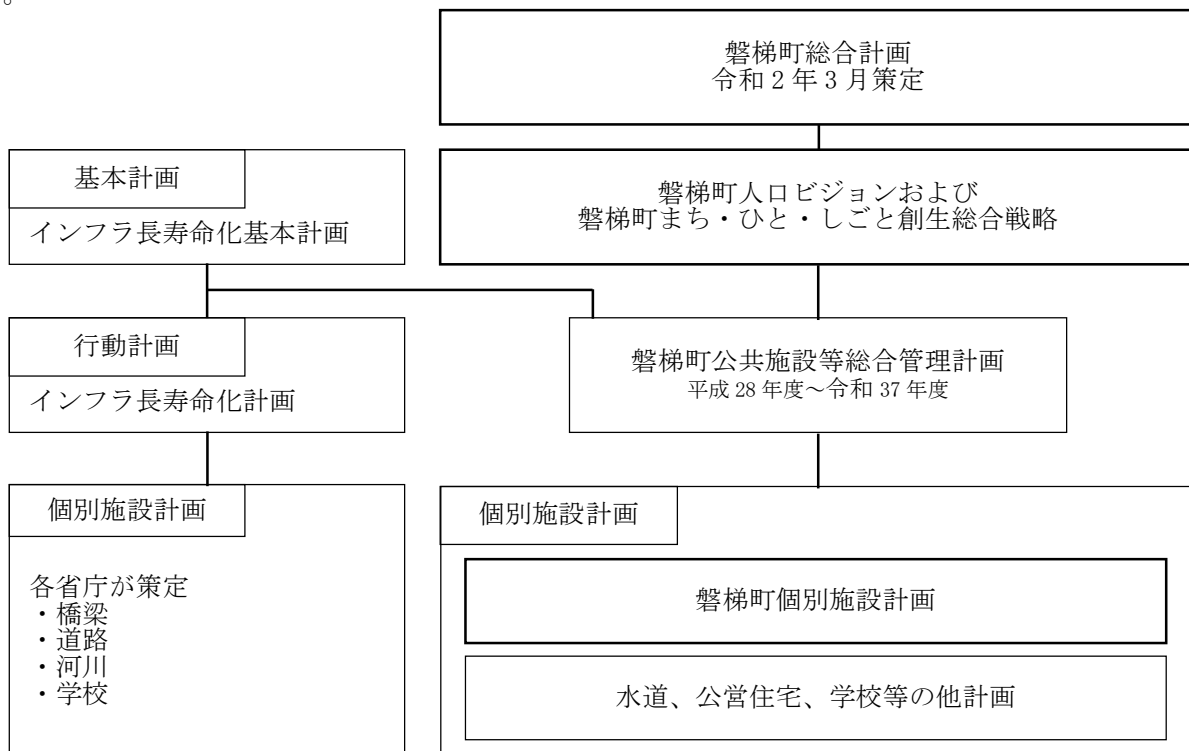 。
磐梯町総合計画
令和2年3月策定
基本計画
インフラ長寿命化基本計画
磐梯町人口ビジョンおよび
磐梯町まち・ひと・しごと創生総合戦略
行動計画
インフラ長寿命化計画
磐梯町公共施設等総合管理計画
平成28年度～令和37年度
個別施設計画
各省庁が策定
・橋梁
・道路
・河川
・学校
個別施設計画
磐梯町個別施設計画
水道、公営住宅、学校等の他計画